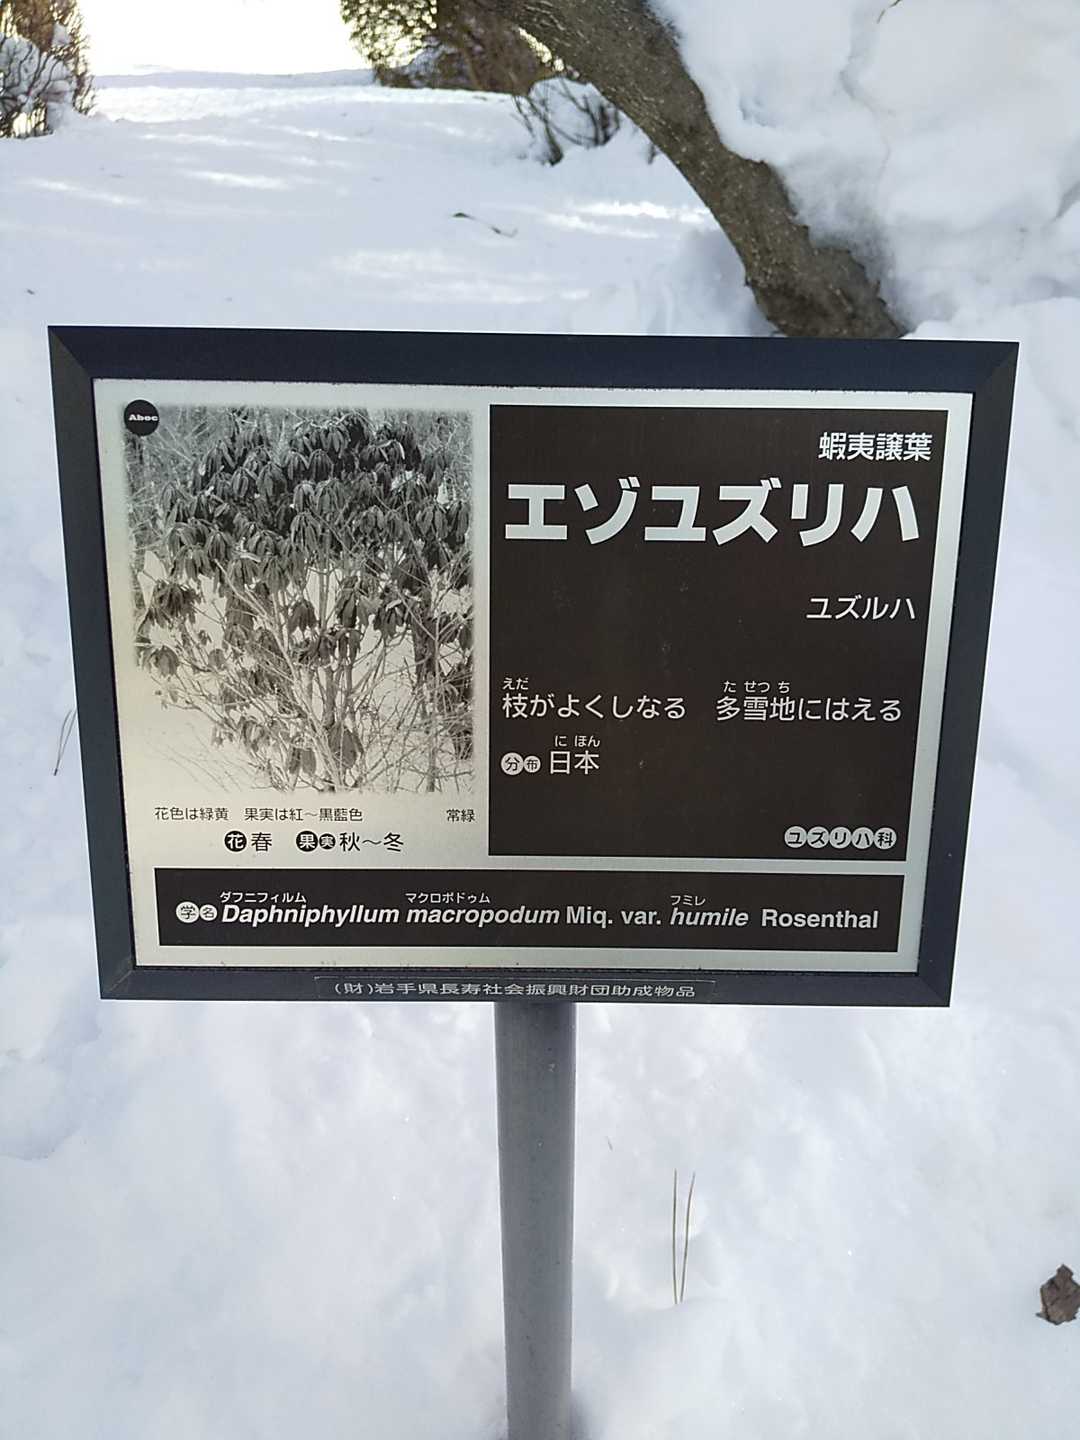 Aboc
蝦夷譲葉
エゾユズリハ
ユズルハ
えだ たせつち
枝がよくしなる 多雪地にはえる
にほん
分布 日本
ユズリハ科
花色は緑黄 果実は紅～黒藍色 常緑
花 春 果実 秋～冬
ダフニフィルム マクロポドゥム フミレ
学名 Daphniphyllum macropodum Miq. var. humile Rosenthal
(財)岩手県長寿社会振興財団助成物品